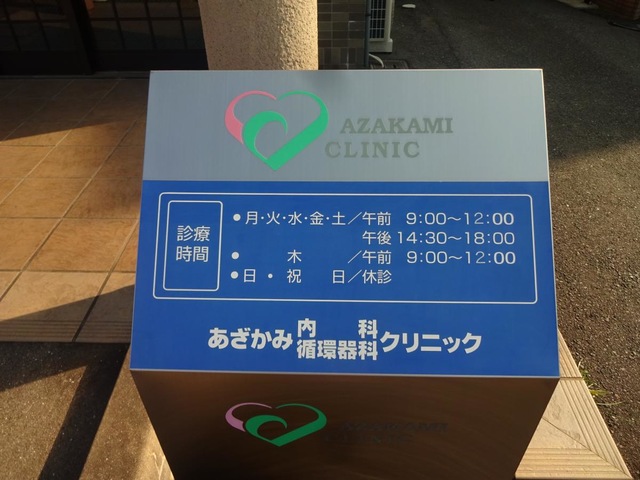 AZAKAMI
CLINIC
診療
時間
●月・火・水・金・土／午前 9:00～12:00
午後 14:30～18:00
● 木 ／午前 9:00～12:00
●日・祝 日／休診
あざかみ内科循環器科クリニック